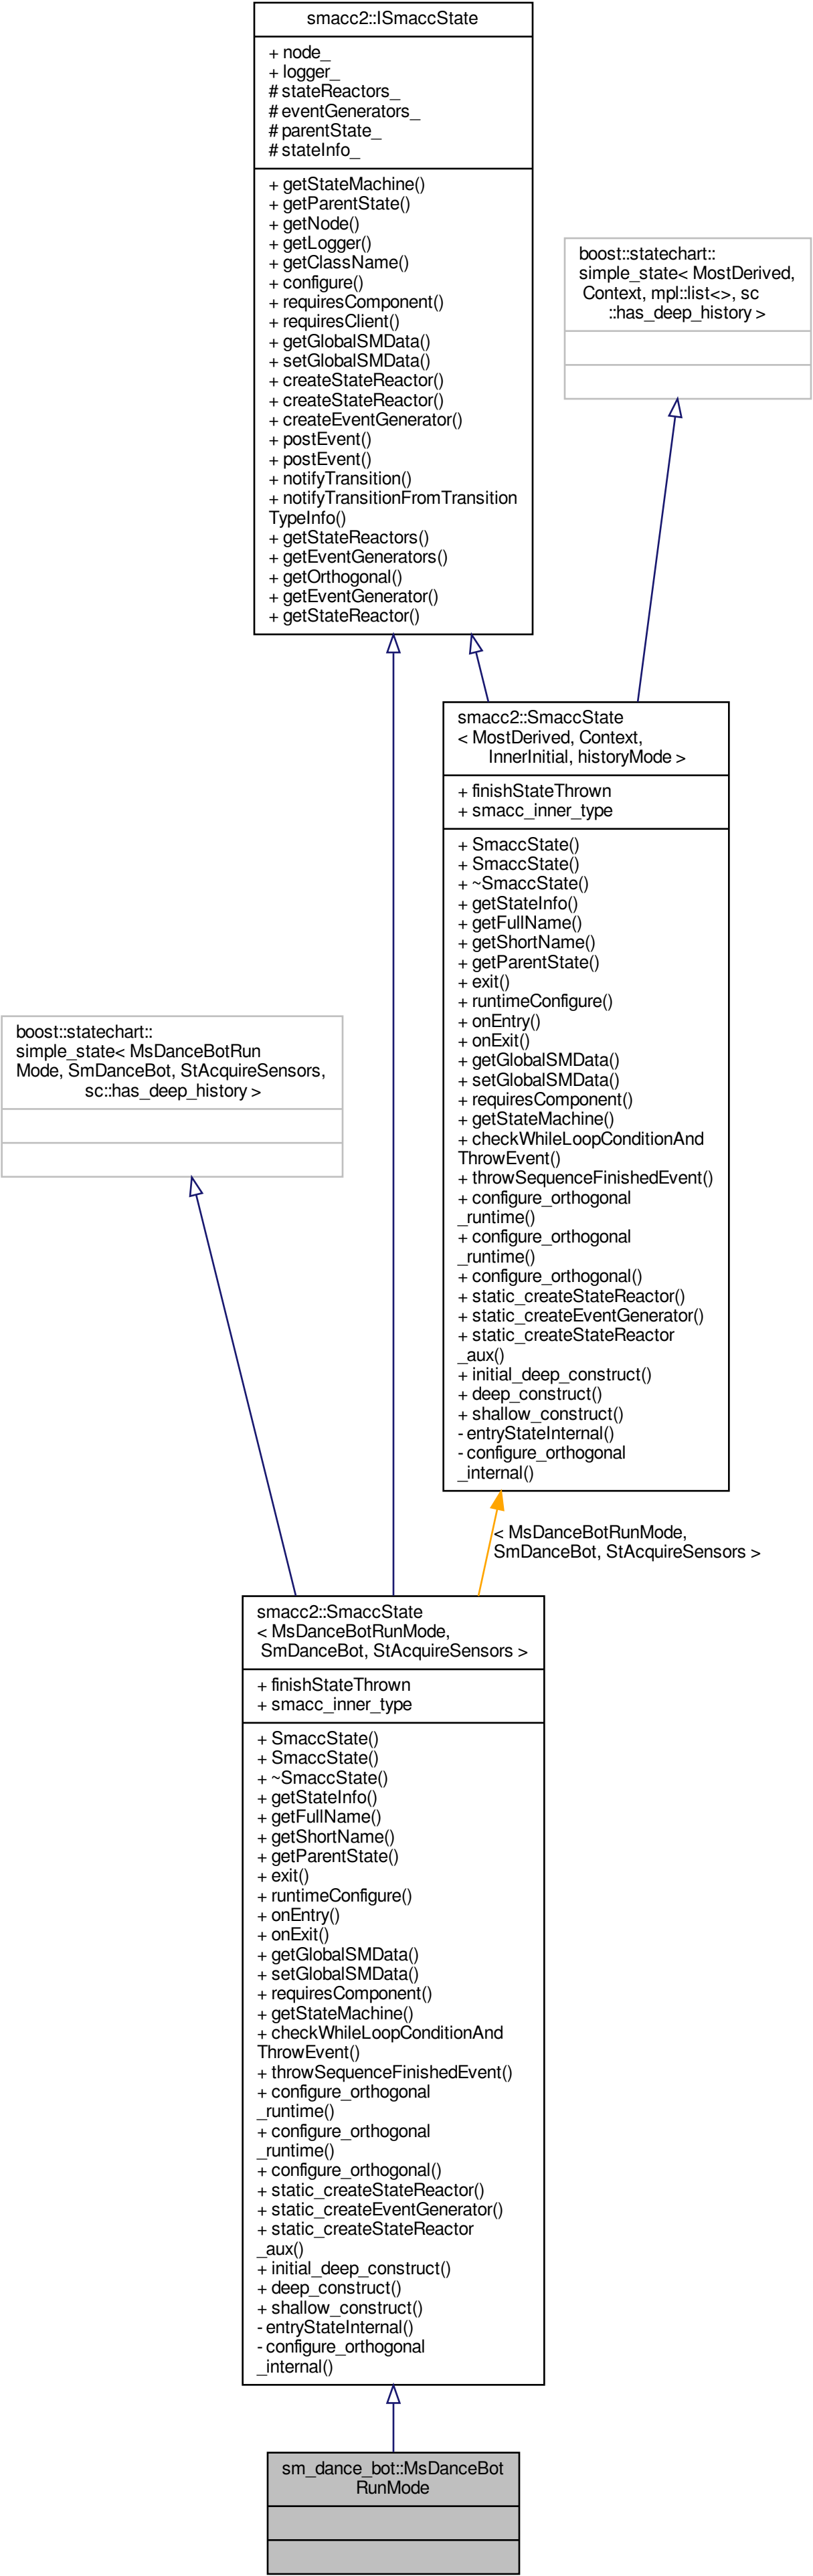 smacc2::ISmaccState
+ node_
+ logger_
# stateReactors_
# eventGenerators_
# parentState_
# stateInfo_
+ getStateMachine()
+ getParentState()
+ getNode()
+ getLogger()
+ getClassName()
+ configure()
+ requiresComponent()
+ requiresClient()
+ getGlobalSMData()
+ setGlobalSMData()
+ createStateReactor()
+ createStateReactor()
+ createEventGenerator()
+ postEvent()
+ postEvent()
+ notifyTransition()
+ notifyTransitionFromTransition
TypeInfo()
+ getStateReactors()
+ getEventGenerators()
+ getOrthogonal()
+ getEventGenerator()
+ getStateReactor()
boost::statechart::
simple_state< MostDerived,
Context, mpl::list<>, sc
::has_deep_history >
smacc2::SmaccState
< MostDerived, Context,
InnerInitial, historyMode >
+ finishStateThrown
+ smacc_inner_type
+ SmaccState()
+ SmaccState()
+ ~SmaccState()
+ getStateInfo()
+ getFullName()
+ getShortName()
+ getParentState()
+ exit()
+ runtimeConfigure()
+ onEntry()
+ onExit()
+ getGlobalSMData()
+ setGlobalSMData()
+ requiresComponent()
+ getStateMachine()
+ checkWhileLoopConditionAnd
ThrowEvent()
+ throwSequenceFinishedEvent()
+ configure_orthogonal
_runtime()
+ configure_orthogonal
_runtime()
+ configure_orthogonal()
+ static_createStateReactor()
+ static_createEventGenerator()
+ static_createStateReactor
_aux()
+ initial_deep_construct()
+ deep_construct()
+ shallow_construct()
- entryStateInternal()
- configure_orthogonal
_internal()
boost::statechart::
simple_state< MsDanceBotRun
Mode, SmDanceBot, StAcquireSensors,
sc::has_deep_history >
< MsDanceBotRunMode,
SmDanceBot, StAcquireSensors >
smacc2::SmaccState
< MsDanceBotRunMode,
SmDanceBot, StAcquireSensors >
+ finishStateThrown
+ smacc_inner_type
+ SmaccState()
+ SmaccState()
+ ~SmaccState()
+ getStateInfo()
+ getFullName()
+ getShortName()
+ getParentState()
+ exit()
+ runtimeConfigure()
+ onEntry()
+ onExit()
+ getGlobalSMData()
+ setGlobalSMData()
+ requiresComponent()
+ getStateMachine()
+ checkWhileLoopConditionAnd
ThrowEvent()
+ throwSequenceFinishedEvent()
+ configure_orthogonal
_runtime()
+ configure_orthogonal
_runtime()
+ configure_orthogonal()
+ static_createStateReactor()
+ static_createEventGenerator()
+ static_createStateReactor
_aux()
+ initial_deep_construct()
+ deep_construct()
+ shallow_construct()
- entryStateInternal()
- configure_orthogonal
_internal()
sm_dance_bot::MsDanceBot
RunMode